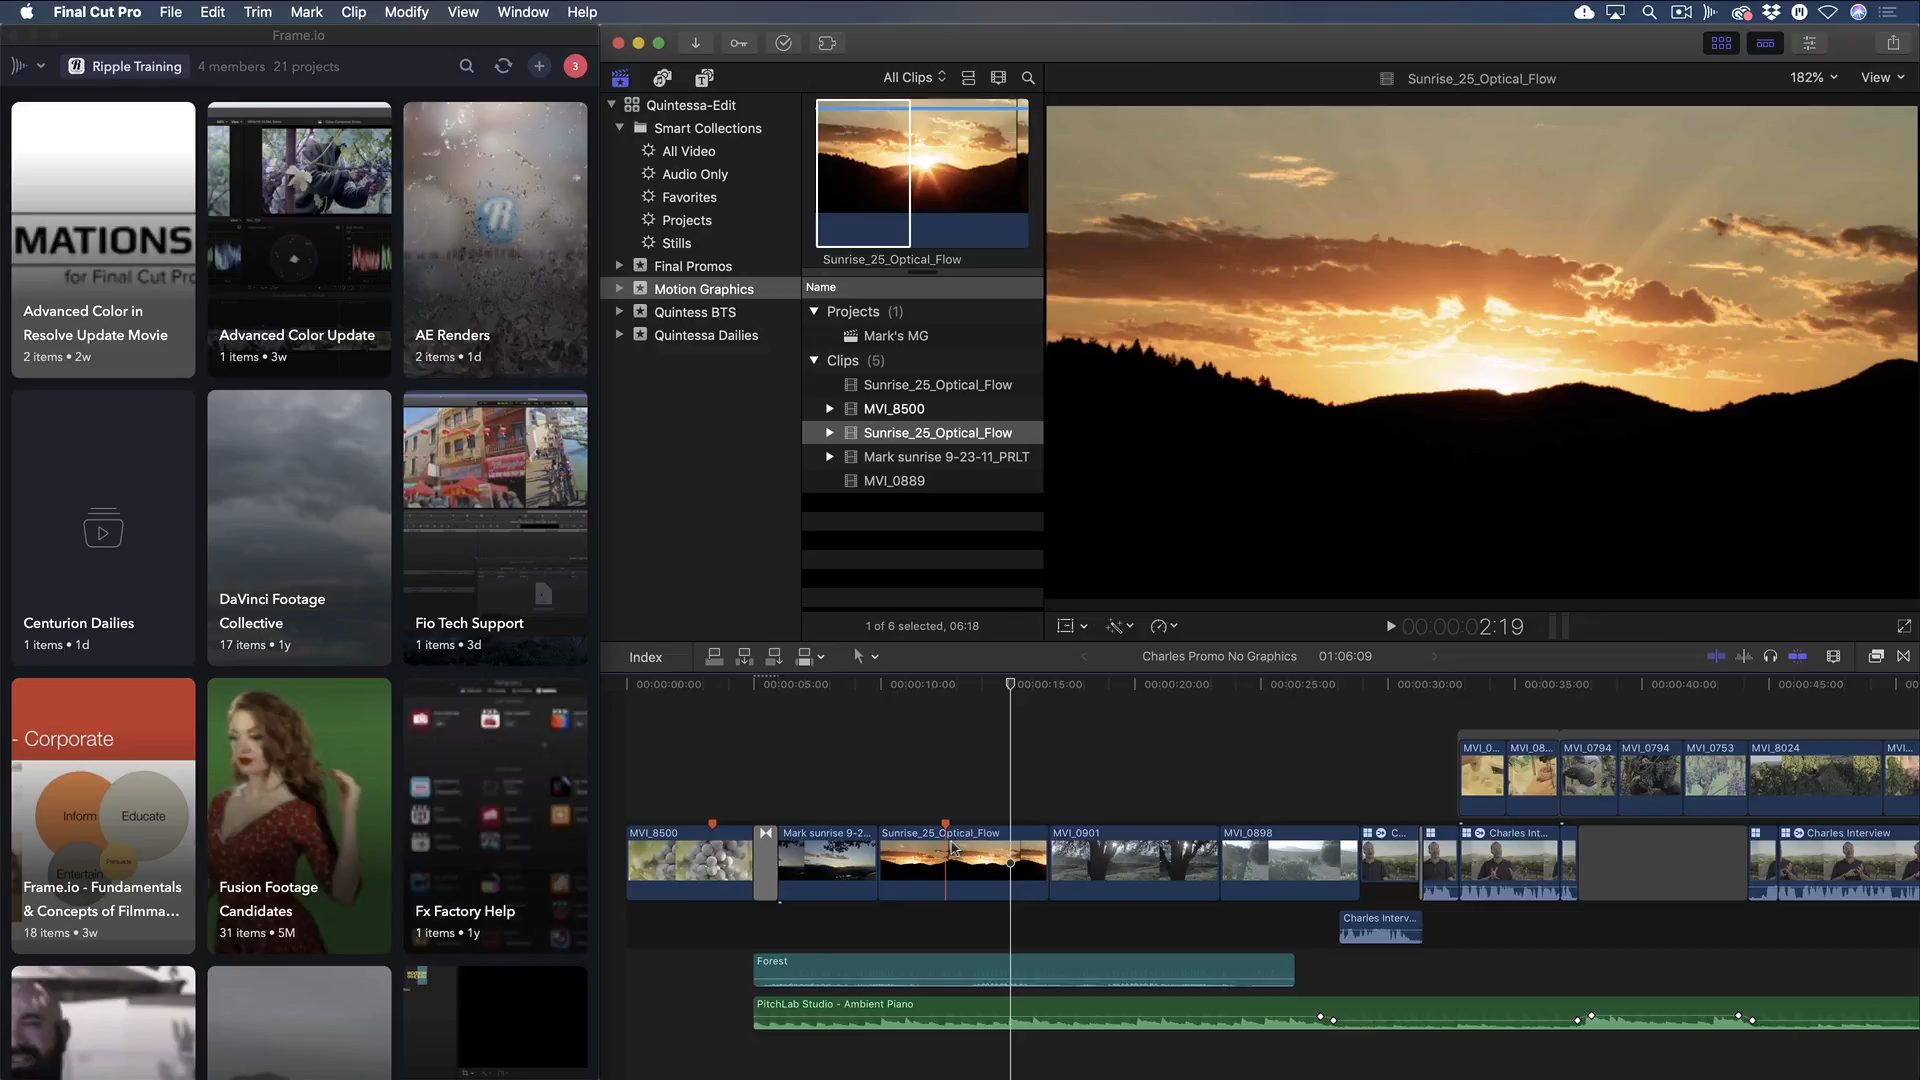 Final Cut Pro File Edit Trim Mark Clip Modify View Window Help
Frame.io
Ripple Training 4 members 21 projects
3
MATIONS
for Final Cut Pro
Advanced Color in
Resolve Update Movie
2 items • 2w
Advanced Color Update
1 items • 3w
AE Renders
2 items • 1d
Centurion Dailies
1 items • 1d
DaVinci Footage
Collective
17 items • 1y
Fio Tech Support
1 items • 3d
- Corporate
Inform
Educate
Persuade
Entertain
Frame.io - Fundamentals
& Concepts of Filmma...
18 items • 3w
Fusion Footage
Candidates
31 items • 5M
Fx Factory Help
1 items • 1y
All Clips
Quintessa-Edit
Smart Collections
All Video
Audio Only
Favorites
Projects
Stills
Final Promos
Motion Graphics
Quintess BTS
Quintessa Dailies
Sunrise_25_Optical_Flow
Name
Projects (1)
Mark's MG
Clips (5)
Sunrise_25_Optical_Flow
MVI_8500
Sunrise_25_Optical_Flow
Mark sunrise 9-23-11_PRLT
MVI_0889
1 of 6 selected, 06:18
Sunrise_25_Optical_Flow
182%
View
00:00:02:19
Index
Charles Promo No Graphics 01:06:09
00:00:00:00 00:00:05:00 00:00:10:00 00:00:15:00 00:00:20:00 00:00:25:00 00:00:30:00 00:00:35:00 00:00:40:00 00:00:45:00 00
MVI_0... MVI_08... MVI_0794 MVI_0794 MVI_0753 MVI_8024 MVI...
MVI_8500 Mark sunrise 9-2... Sunrise_25_Optical_Flow MVI_0901 MVI_0898 C... Charles Int... Charles Interview
Charles Interv...
Forest
PitchLab Studio - Ambient Piano